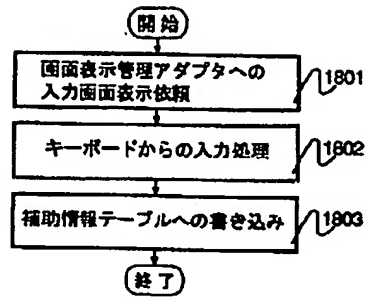 開始
画面表示管理アダプタへの
入力画面表示依頼
1801
キーボードからの入力処理
1802
補助情報テーブルへの書き込み
1803
終了